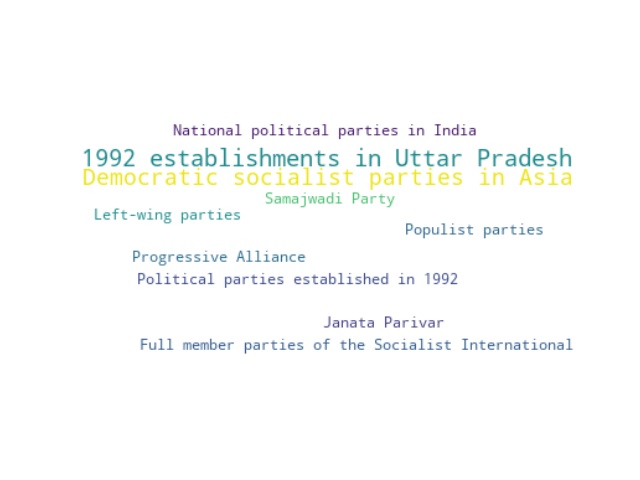 National political parties in India
1992 establishments in Uttar Pradesh
Democratic socialist parties in Asia
Samajwadi Party
Left-wing parties
Populist parties
Progressive Alliance
Political parties established in 1992
Janata Parivar
Full member parties of the Socialist International